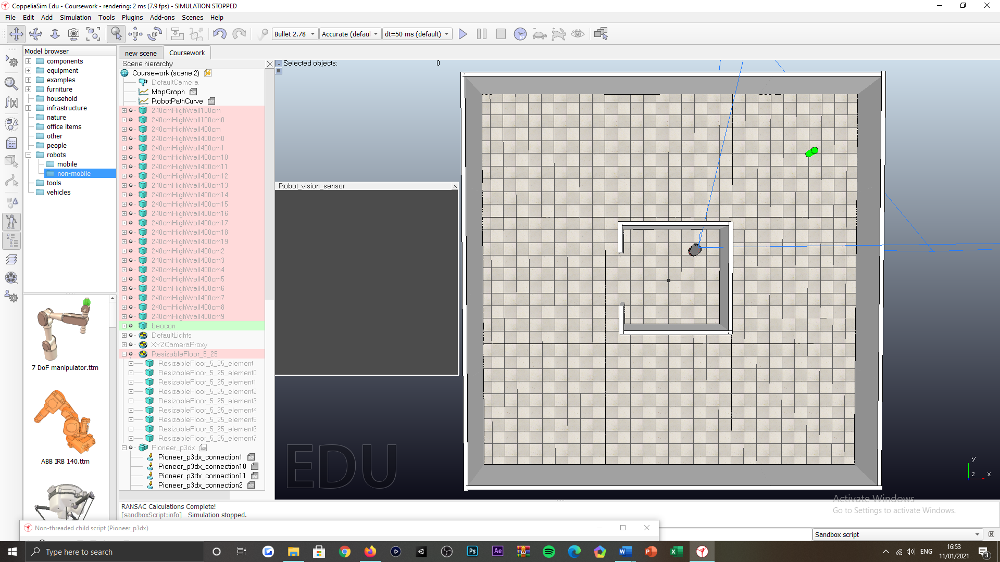 CoppeliaSim Edu - Coursework - rendering: 2 ms (7.9 fps) - SIMULATION STOPPED
File Edit Add Simulation Tools Plugins Add-ons Scenes Help
Bullet 2.78 Accurate (defaul dt=50 ms (default)
Model browser
components
equipment
examples
furniture
household
infrastructure
nature
office items
other
people
robots
mobile
non-mobile
tools
vehicles
7 DoF manipulator.ttm
ABB IRB 140.ttm
new scene Coursework
Scene hierarchy
Coursework (scene 2)
DefaultCamera
MapGraph
RobotPathCurve
240cmHighWall100cm
240cmHighWall100cm0
240cmHighWall400cm
240cmHighWall400cm0
240cmHighWall400cm1
240cmHighWall400cm10
240cmHighWall400cm11
240cmHighWall400cm12
240cmHighWall400cm13
240cmHighWall400cm14
240cmHighWall400cm15
240cmHighWall400cm16
240cmHighWall400cm17
240cmHighWall400cm18
240cmHighWall400cm19
240cmHighWall400cm2
240cmHighWall400cm3
240cmHighWall400cm4
240cmHighWall400cm5
240cmHighWall400cm6
240cmHighWall400cm7
240cmHighWall400cm8
240cmHighWall400cm9
beacon
DefaultLights
XYZCameraProxy
ResizableFloor_5_25
ResizableFloor_5_25_element
ResizableFloor_5_25_element0
ResizableFloor_5_25_element1
ResizableFloor_5_25_element2
ResizableFloor_5_25_element3
ResizableFloor_5_25_element4
ResizableFloor_5_25_element5
ResizableFloor_5_25_element6
ResizableFloor_5_25_element7
Pioneer_p3dx
Pioneer_p3dx_connection1
Pioneer_p3dx_connection10
Pioneer_p3dx_connection11
Pioneer_p3dx_connection2
Selected objects: 0
Robot_vision_sensor
EDU
y
z x
Activate Windows
Go to Settings to activate Windows.
RANSAC Calculations Complete!
[sandboxScript:info] Simulation stopped.
Non-threaded child script (Pioneer_p3dx)
Sandbox script
Type here to search
ENG
16:53
11/01/2021
3